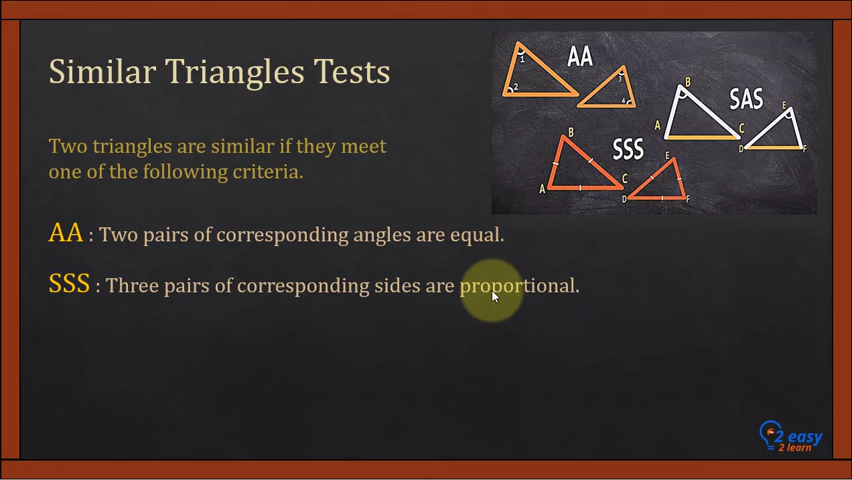 Similar Triangles Tests
Two triangles are similar if they meet
one of the following criteria.
AA : Two pairs of corresponding angles are equal.
SSS : Three pairs of corresponding sides are proportional.
AA
1
2
3
4
SAS
B
A
C
E
D
F
SSS
B
A
C
E
D
F
2 easy
2 learn